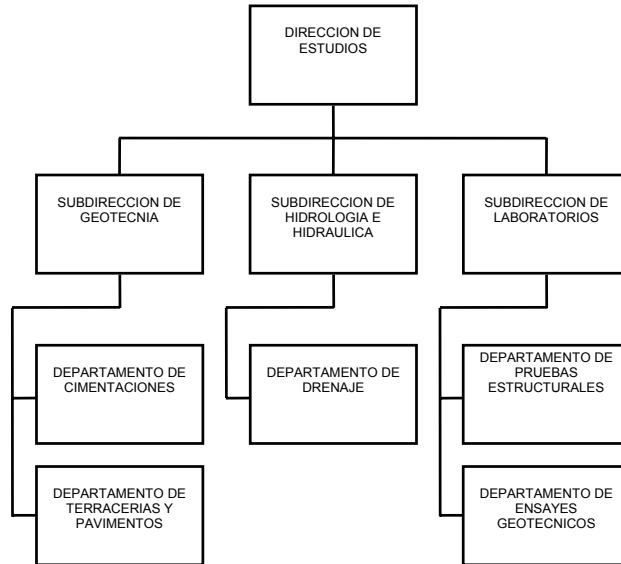 DIRECCION DE
ESTUDIOS
SUBDIRECCION DE
GEOTECNIA
SUBDIRECCION DE
HIDROLOGIA E
HIDRAULICA
SUBDIRECCION DE
LABORATORIOS
DEPARTAMENTO DE
CIMENTACIONES
DEPARTAMENTO DE
DRENAJE
DEPARTAMENTO DE
PRUEBAS
ESTRUCTURALES
DEPARTAMENTO DE
TERRACERIAS Y
PAVIMENTOS
DEPARTAMENTO DE
ENSAYES
GEOTECNICOS